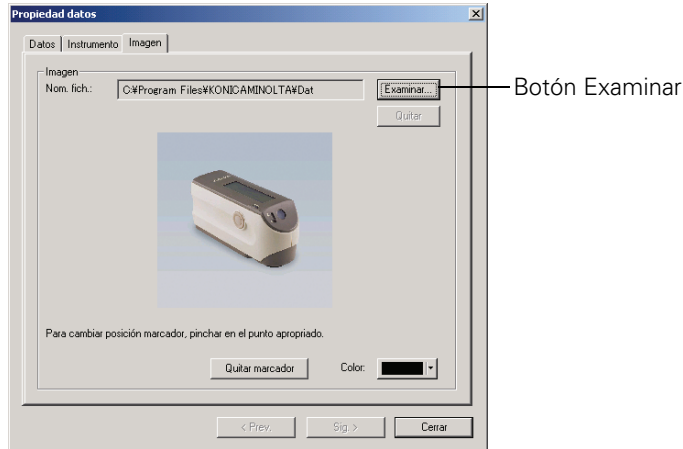 Propiedad datos
Datos Instrumento Imagen
Imagen
Nom. fich.: C:¥Program Files¥KONICAMINOLTA¥Dat Examinar...
Botón Examinar
Quitar
Para cambiar posición marcador, pinchar en el punto apropriado.
Quitar marcador Color:
< Prev. Sig. > Cerrar